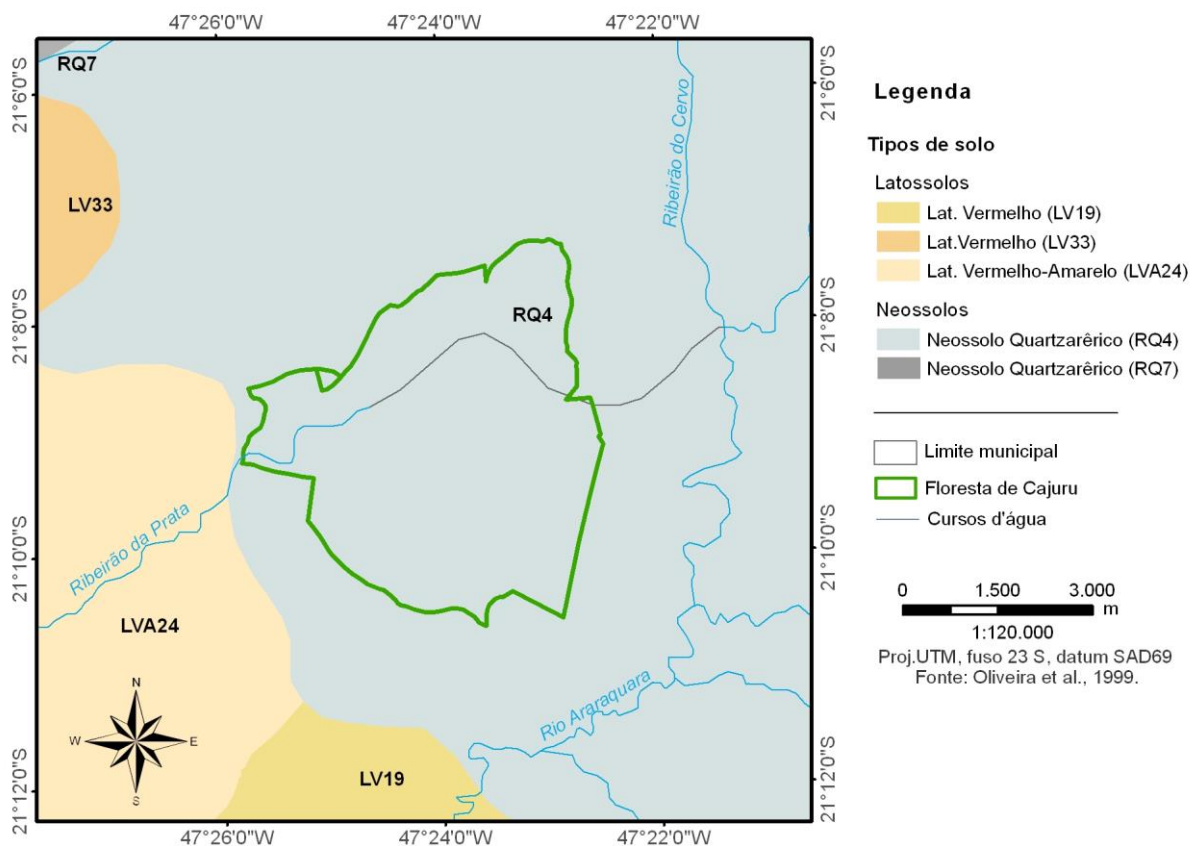 47°26'0"W
47°24'0"W
47°22'0"W
21°6'0"S
21°6'0"S
RQ7
LV33
Ribeirão do Cervo
21°8'0"S
21°8'0"S
RQ4
Ribeirão da Prata
21°10'0"S
21°10'0"S
LVA24
N
W
E
S
Rio Araraquara
LV19
21°12'0"S
21°12'0"S
47°26'0"W
47°24'0"W
47°22'0"W
Legenda
Tipos de solo
Latossolos
Lat. Vermelho (LV19)
Lat.Vermelho (LV33)
Lat. Vermelho-Amarelo (LVA24)
Neossolos
Neossolo Quartzarêrico (RQ4)
Neossolo Quartzarêrico (RQ7)
Limite municipal
Floresta de Cajuru
Cursos d'água
0 1.500 3.000
m
1:120.000
Proj.UTM, fuso 23 S, datum SAD69
Fonte: Oliveira et al., 1999.